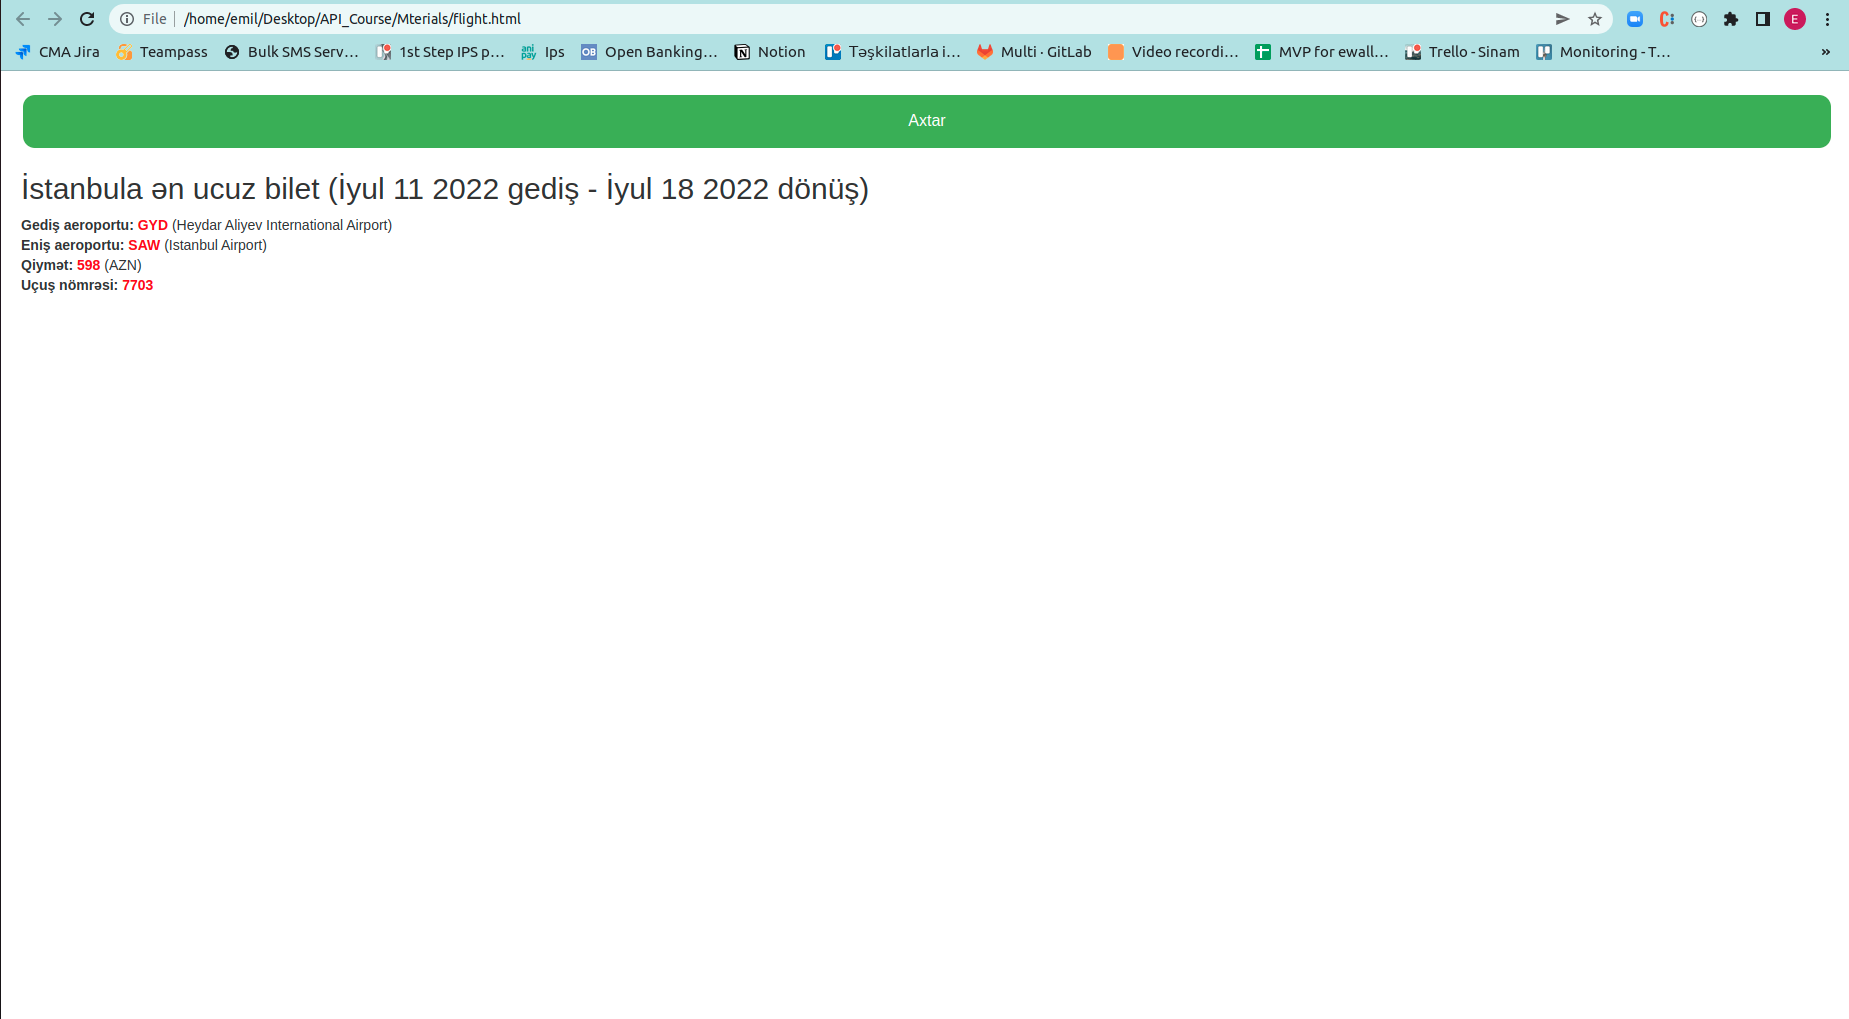 File /home/emil/Desktop/API_Course/Mterials/flight.html E
CMA Jira Teampass Bulk SMS Serv... 1st Step IPS p... ani pay Ips OB Open Banking... Notion Təşkilatlarla i... Multi · GitLab Video recordi... MVP for ewall... Trello - Sinam Monitoring - T... »
Axtar
İstanbula ən ucuz bilet (İyul 11 2022 gediş - İyul 18 2022 dönüş)
Gediş aeroportu: GYD (Heydar Aliyev International Airport)
Eniş aeroportu: SAW (Istanbul Airport)
Qiymət: 598 (AZN)
Uçuş nömrəsi: 7703